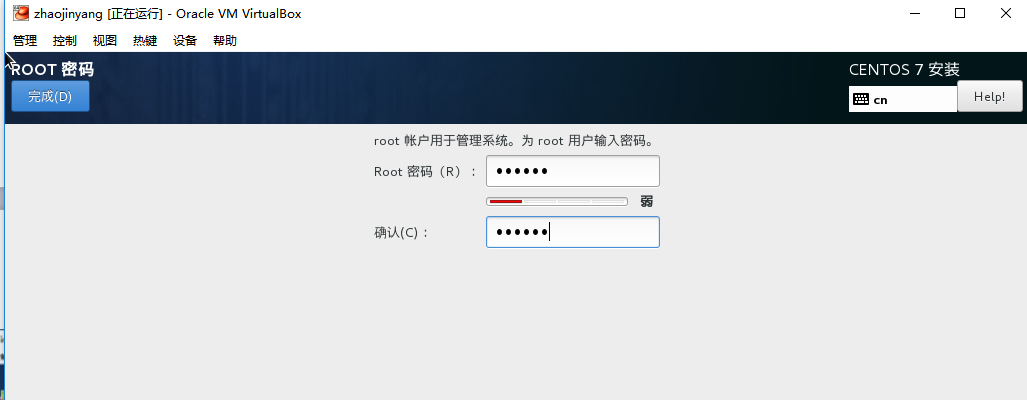 zhaojinyang [正在运行] - Oracle VM VirtualBox
管理 控制 视图 热键 设备 帮助
ROOT 密码
CENTOS 7 安装
完成(D)
cn
Help!
root 帐户用于管理系统。为 root 用户输入密码。
Root 密码（R）：
••••••
弱
确认(C)：
••••••